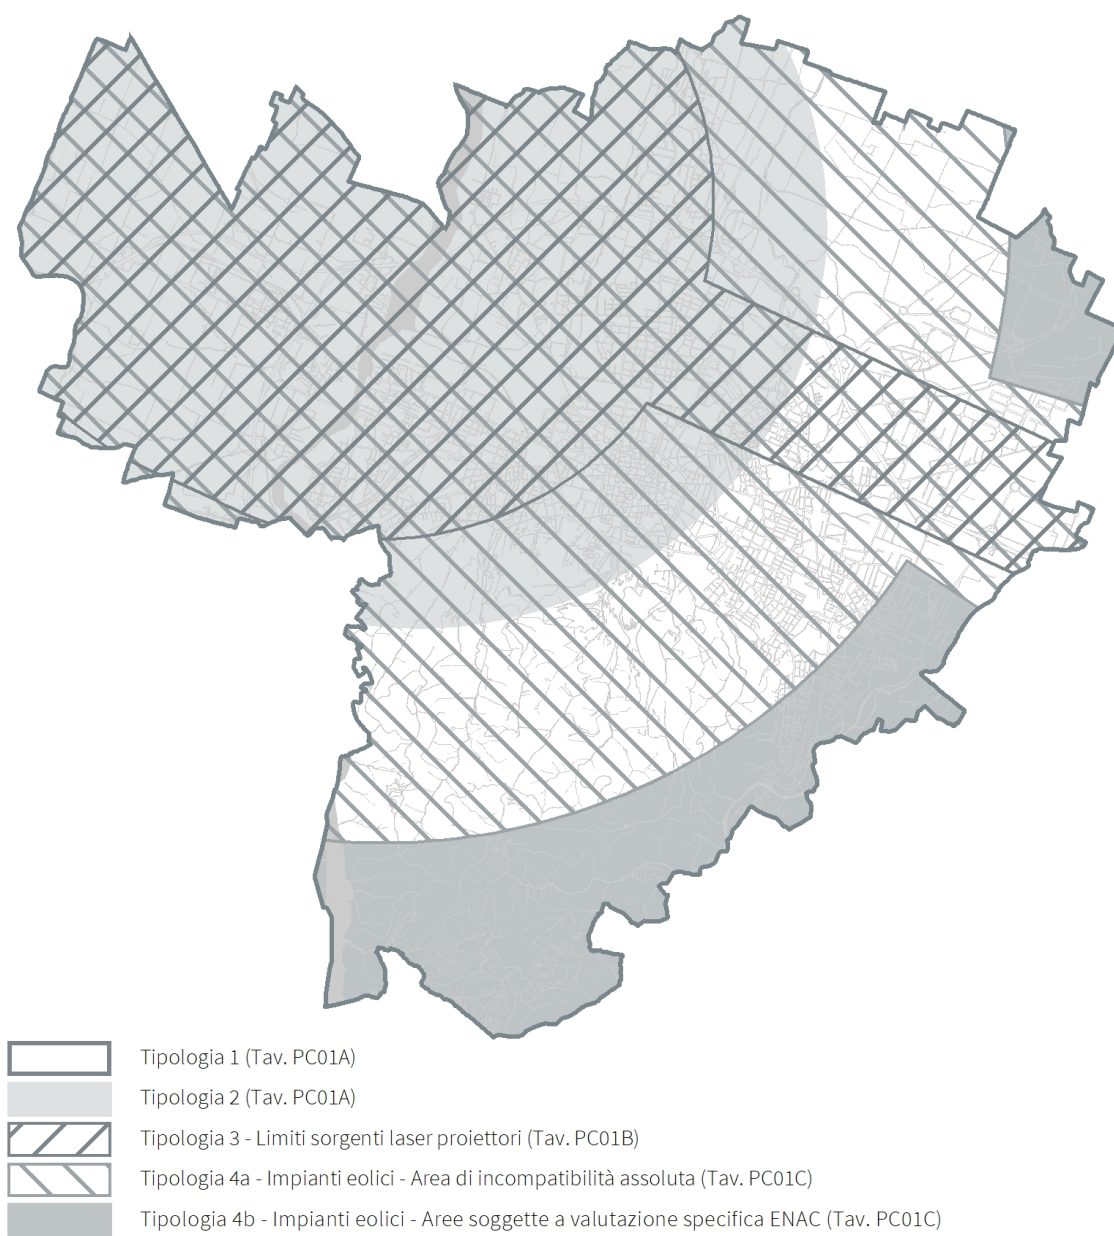 Tipologia 1 (Tav. PC01A)
Tipologia 2 (Tav. PC01A)
Tipologia 3 - Limiti sorgenti laser proiettori (Tav. PC01B)
Tipologia 4a - Impianti eolici - Area di incompatibilità assoluta (Tav. PC01C)
Tipologia 4b - Impianti eolici - Aree soggette a valutazione specifica ENAC (Tav. PC01C)